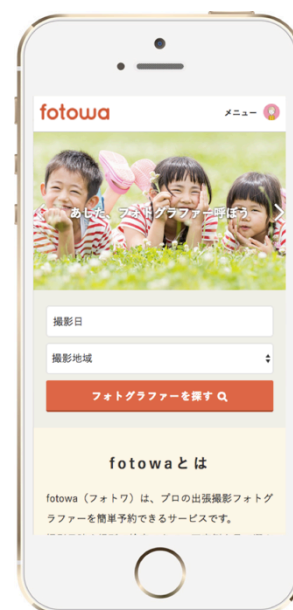 fotowa
メニュー
あした、フォトグラファー呼ぼう
撮影日
撮影地域
フォトグラファーを探す
fotowaとは
fotowa（フォトワ）は、プロの出張撮影フォトグ
ラファーを簡単予約できるサービスです。